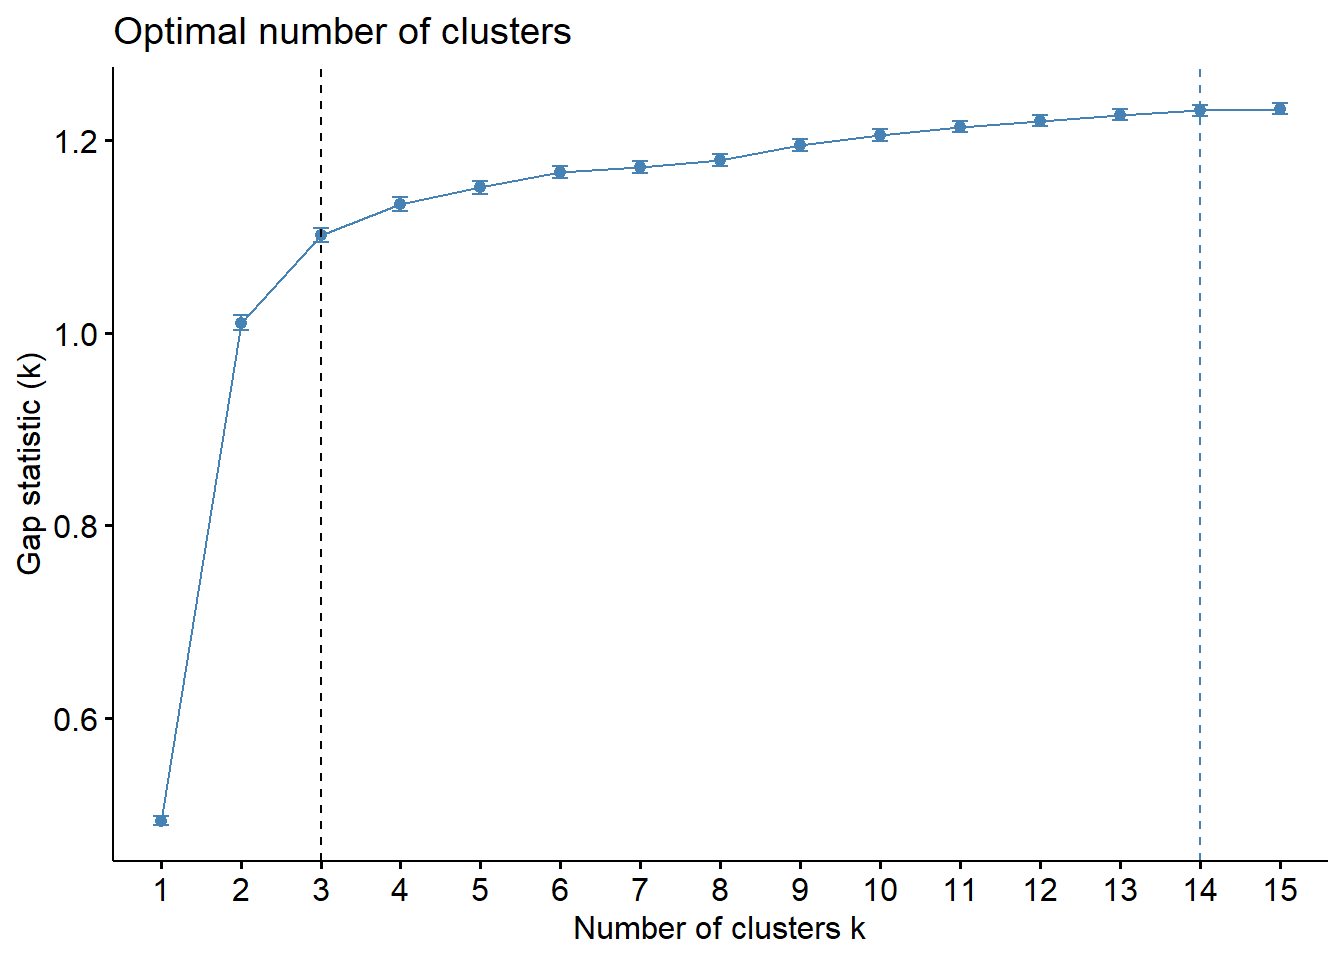 Optimal number of clusters
1.2
1.0
0.8
0.6
Gap statistic (k)
1 2 3 4 5 6 7 8 9 10 11 12 13 14 15
Number of clusters k